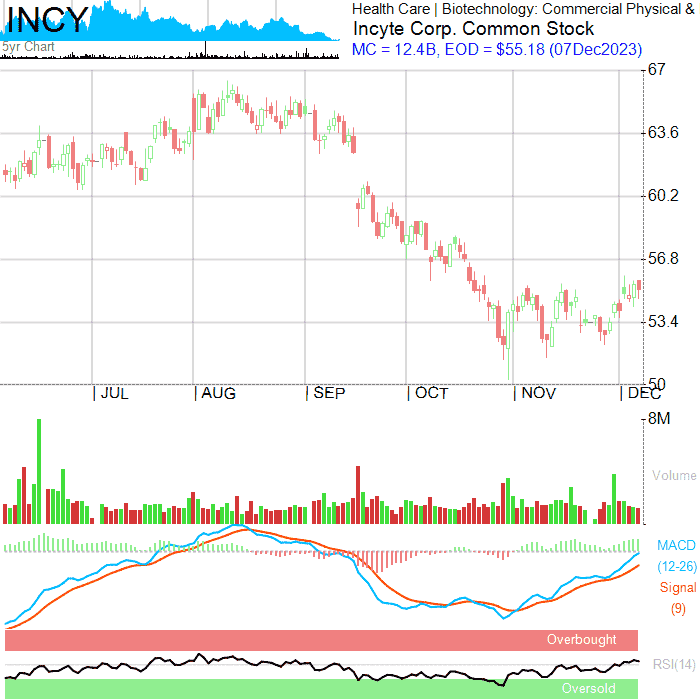 INCY
5yr Chart
Health Care | Biotechnology: Commercial Physical &
Incyte Corp. Common Stock
MC = 12.4B, EOD = $55.18 (07Dec2023)
67
63.6
60.2
56.8
53.4
50
JUL AUG SEP OCT NOV DEC
8M
Volume
MACD
(12-26)
Signal
(9)
Overbought
RSI(14)
Oversold